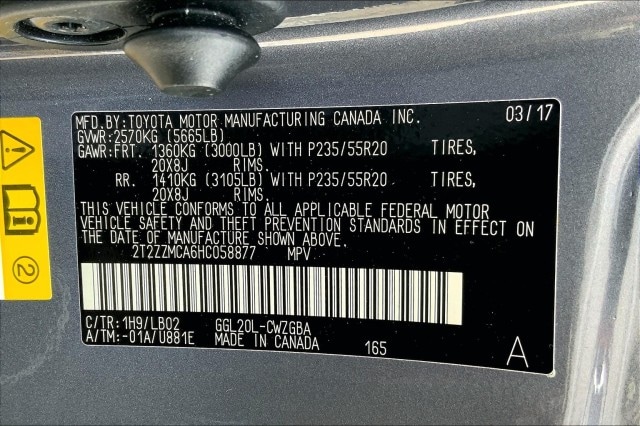 MFD.BY:TOYOTA MOTOR MANUFACTURING CANADA INC. 03/17
GVWR:2570KG (5665LB)
GAWR:FRT. 1360KG (3000LB) WITH P235/55R20 TIRES,
20X8J RIMS.
RR. 1410KG (3105LB) WITH P235/55R20 TIRES,
20X8J RIMS.
THIS VEHICLE CONFORMS TO ALL APPLICABLE FEDERAL MOTOR
VEHICLE SAFETY AND THEFT PREVENTION STANDARDS IN EFFECT ON
THE DATE OF MANUFACTURE SHOWN ABOVE.
2T2ZZMCA6HC058877 MPV
C/TR:1H9/LB02 GGL20L-CWZGBA
A/TM:-01A/U881E MADE IN CANADA 165 A
2